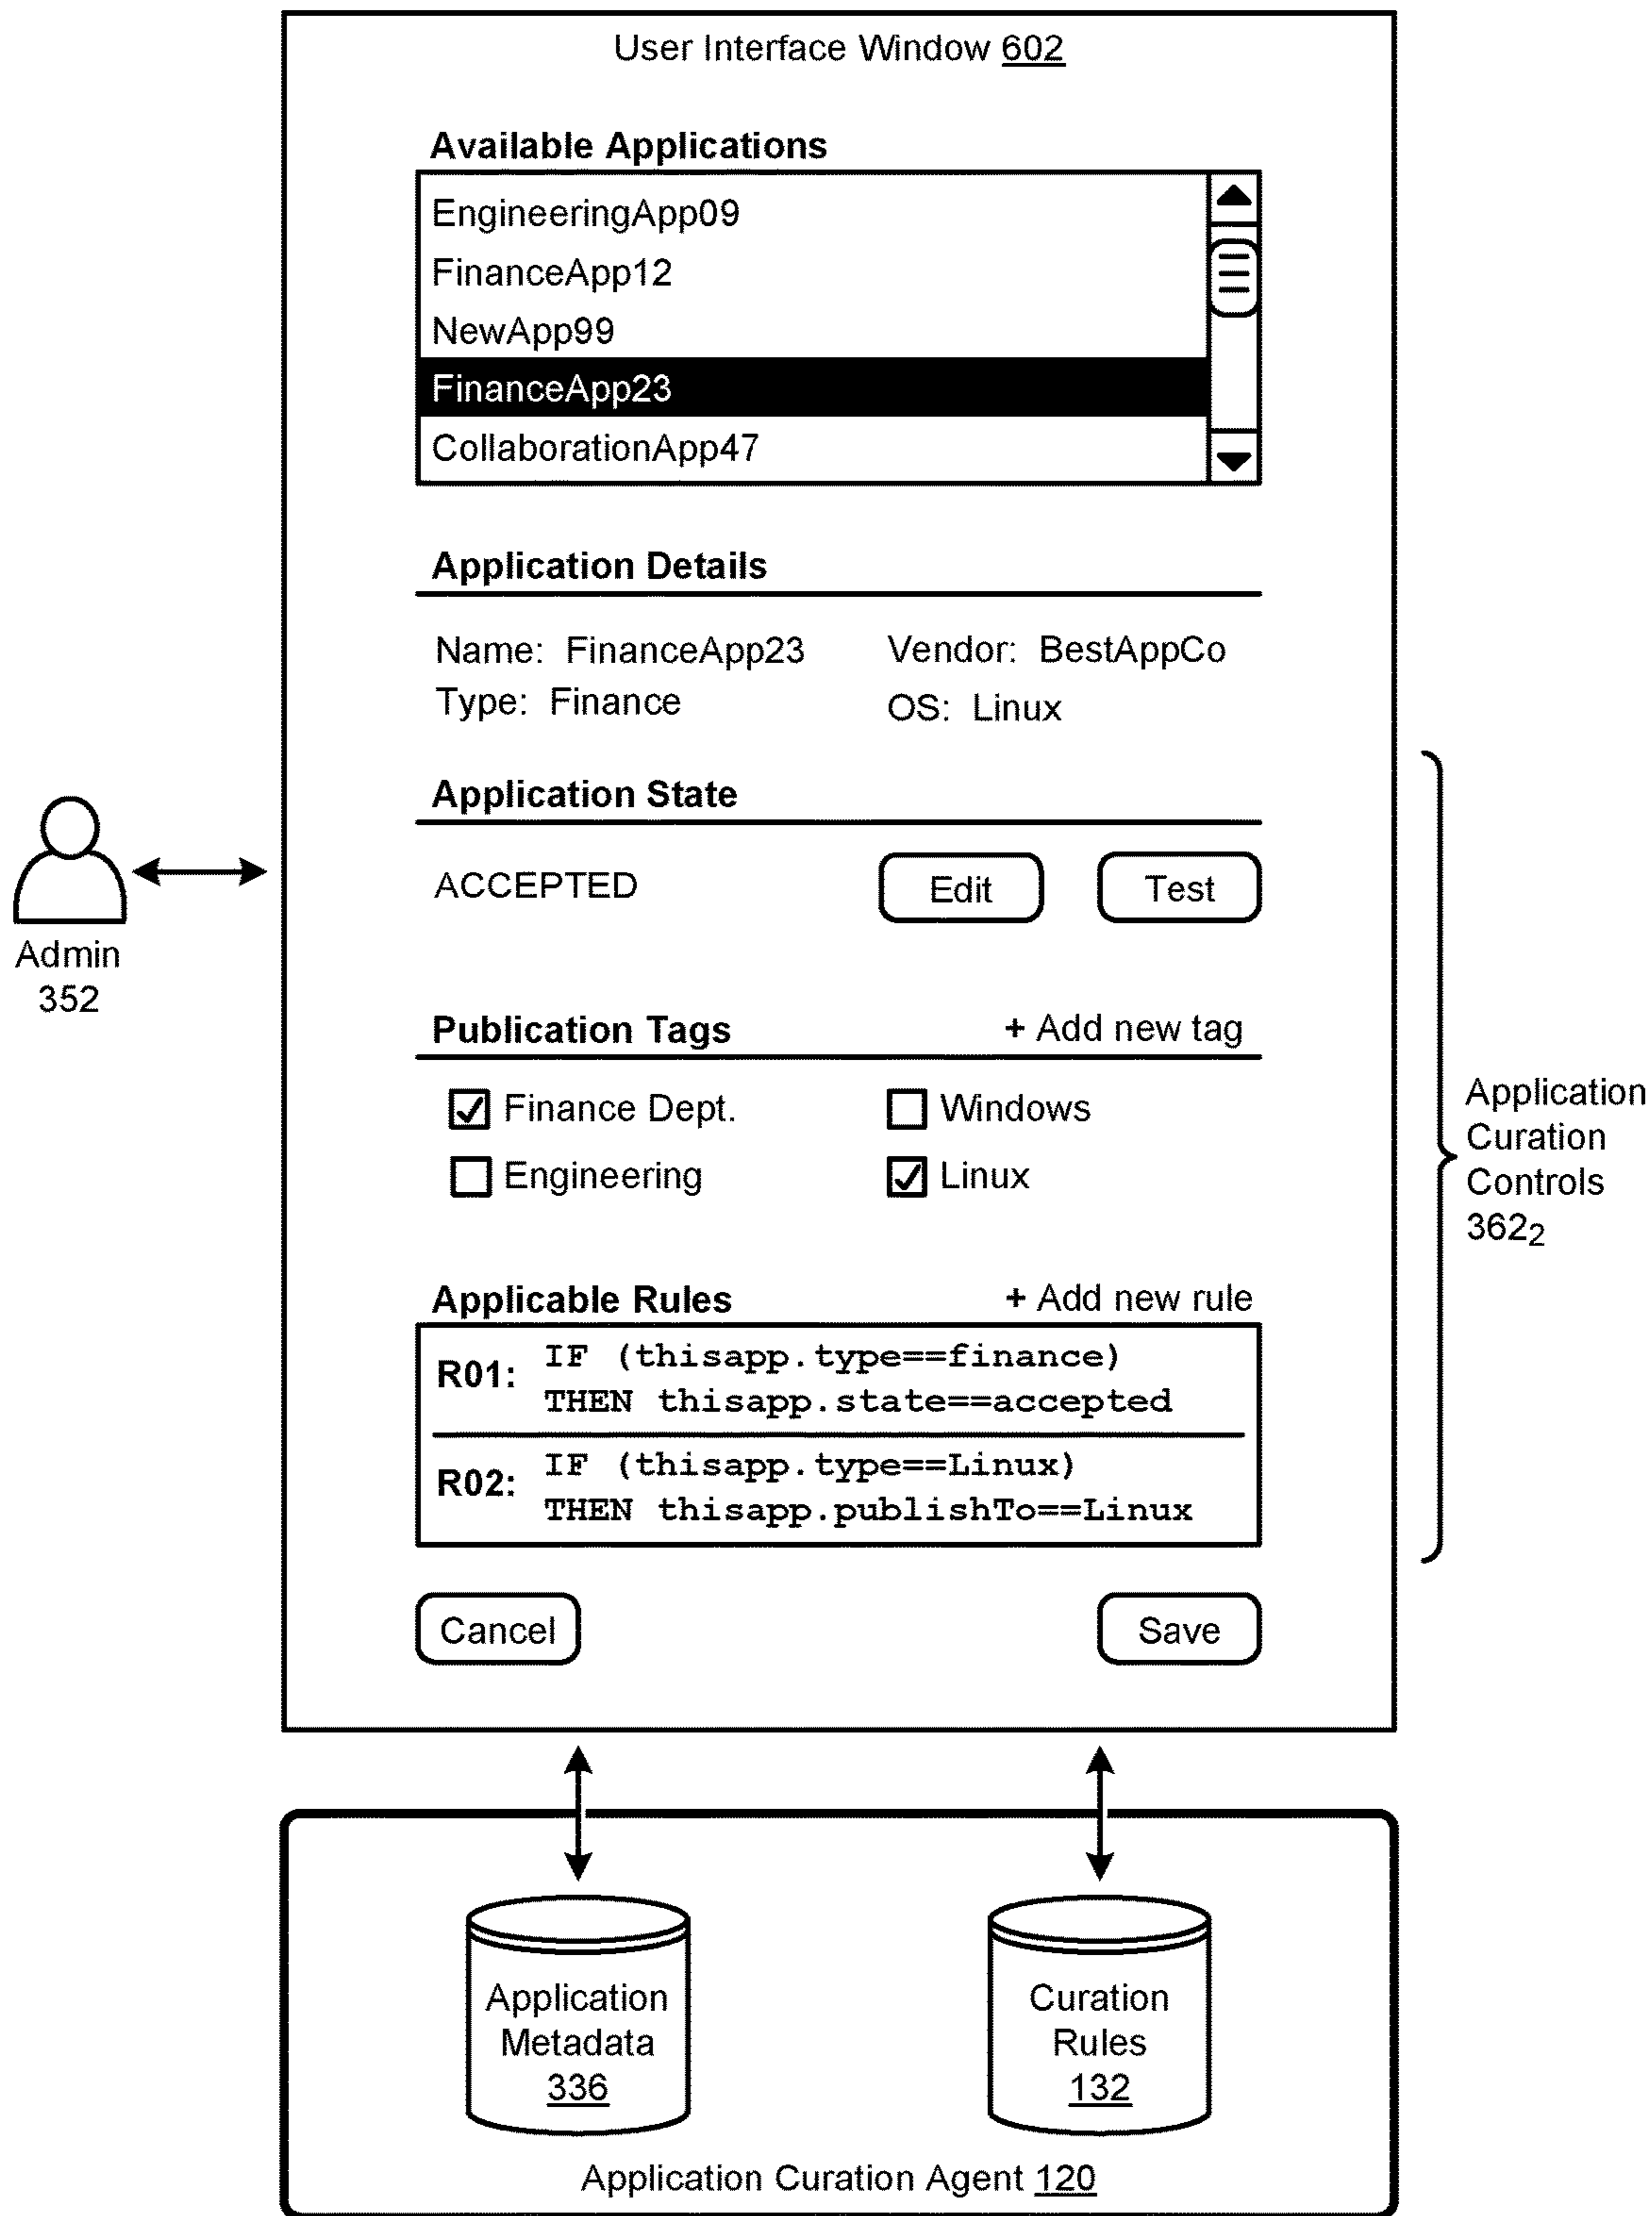 User Interface Window 602
Available Applications
EngineeringApp09
FinanceApp12
NewApp99
FinanceApp23
CollaborationApp47
Application Details
Name: FinanceApp23 Vendor: BestAppCo
Type: Finance OS: Linux
Application State
ACCEPTED Edit Test
Admin
352
Publication Tags + Add new tag
Finance Dept. Windows
Engineering Linux
Application
Curation
Controls
362₂
Applicable Rules + Add new rule
R01: IF (thisapp.type==finance)
THEN thisapp.state==accepted
R02: IF (thisapp.type==Linux)
THEN thisapp.publishTo==Linux
Cancel Save
Application
Metadata
336
Curation
Rules
132
Application Curation Agent 120